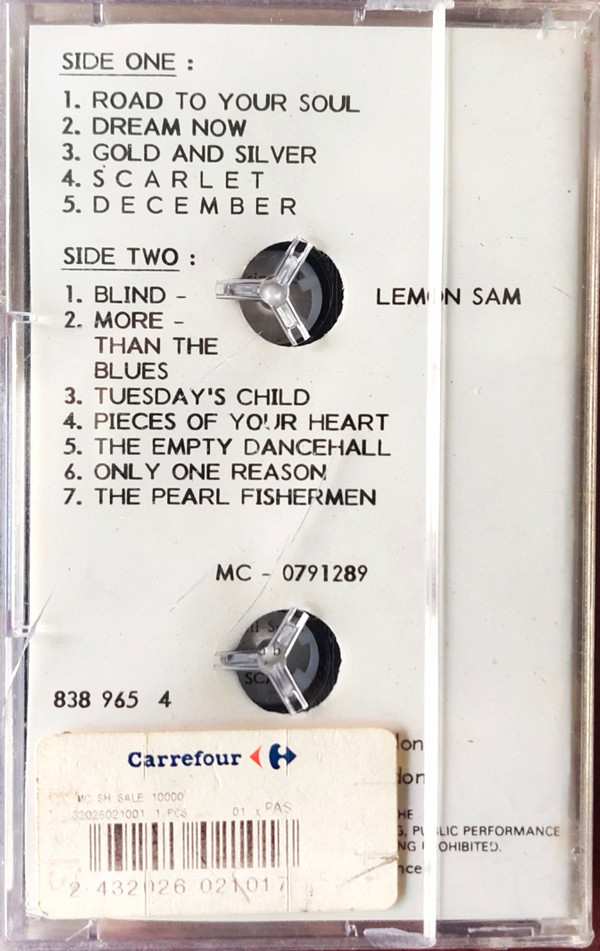 SIDE ONE :
1. ROAD TO YOUR SOUL
2. DREAM NOW
3. GOLD AND SILVER
4. S C A R L E T
5. D E C E M B E R
SIDE TWO :
1. BLIND - LEMON SAM
2. MORE -
THAN THE
BLUES
3. TUESDAY'S CHILD
4. PIECES OF YOUR HEART
5. THE EMPTY DANCEHALL
6. ONLY ONE REASON
7. THE PEARL FISHERMEN
MC - 0791289
838 965 4
Carrefour
MC SH SALE 10000
33026021001 1.PCS 01 x PAS
2 432026 021017
PUBLIC PERFORMANCE